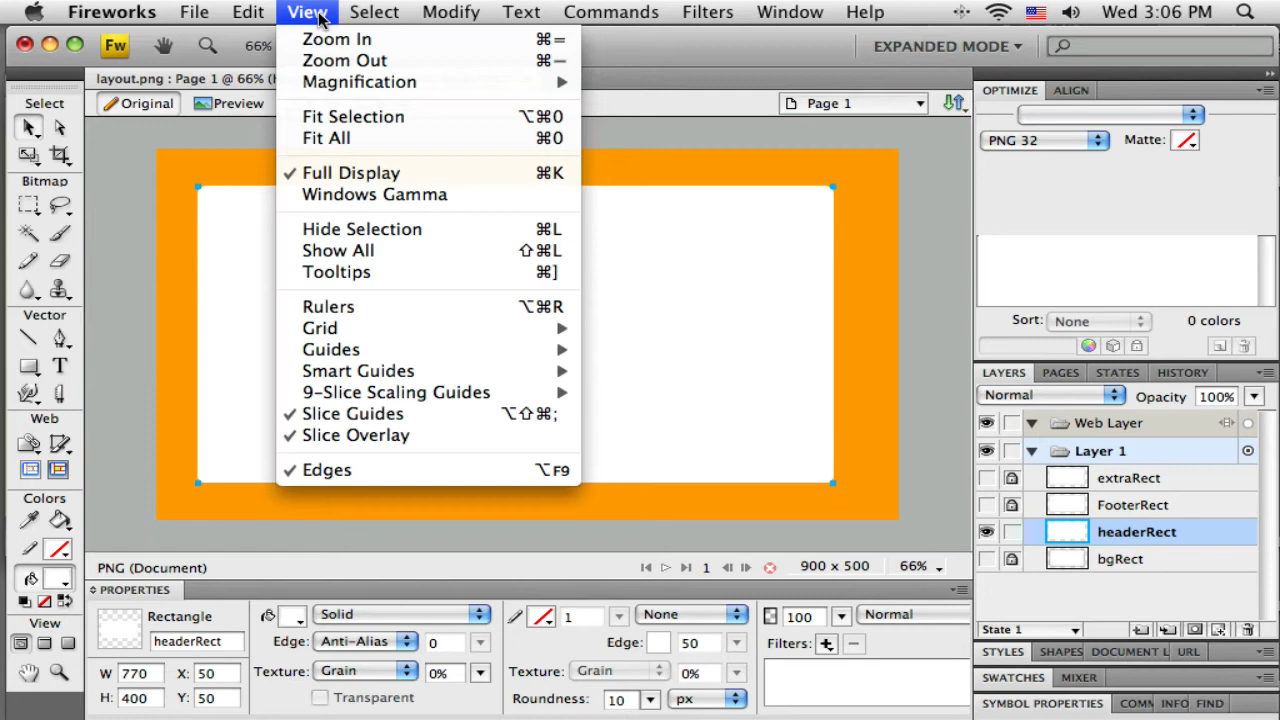 Fireworks File Edit View Select Modify Text Commands Filters Window Help Wed 3:06 PM
Fw 66% EXPANDED MODE
layout.png : Page 1 @ 66% (h
Original Preview Page 1
Zoom In ⌘=
Zoom Out ⌘−
Magnification
Fit Selection ⌥⌘0
Fit All ⌘0
Full Display ⌘K
Windows Gamma
Hide Selection ⌘L
Show All ⇧⌘L
Tooltips ⌘]
Rulers ⌥⌘R
Grid
Guides
Smart Guides
9-Slice Scaling Guides
Slice Guides ⌥⇧⌘;
Slice Overlay
Edges ⌥F9
Select
Bitmap
Vector
Web
Colors
View
OPTIMIZE ALIGN
PNG 32 Matte:
Sort: None 0 colors
LAYERS PAGES STATES HISTORY
Normal Opacity 100%
Web Layer
Layer 1
extraRect
FooterRect
headerRect
bgRect
State 1
STYLES SHAPES DOCUMENT L URL
SWATCHES MIXER
SYMBOL PROPERTIES COMM INFO FIND
PNG (Document) 1 900 x 500 66%
PROPERTIES
Rectangle Solid 1 None 100 Normal
headerRect Edge: Anti-Alias 0 Edge: 50 Filters:
W 770 X: 50 Texture: Grain 0% Texture: Grain 0%
H: 400 Y: 50 Transparent Roundness: 10 px